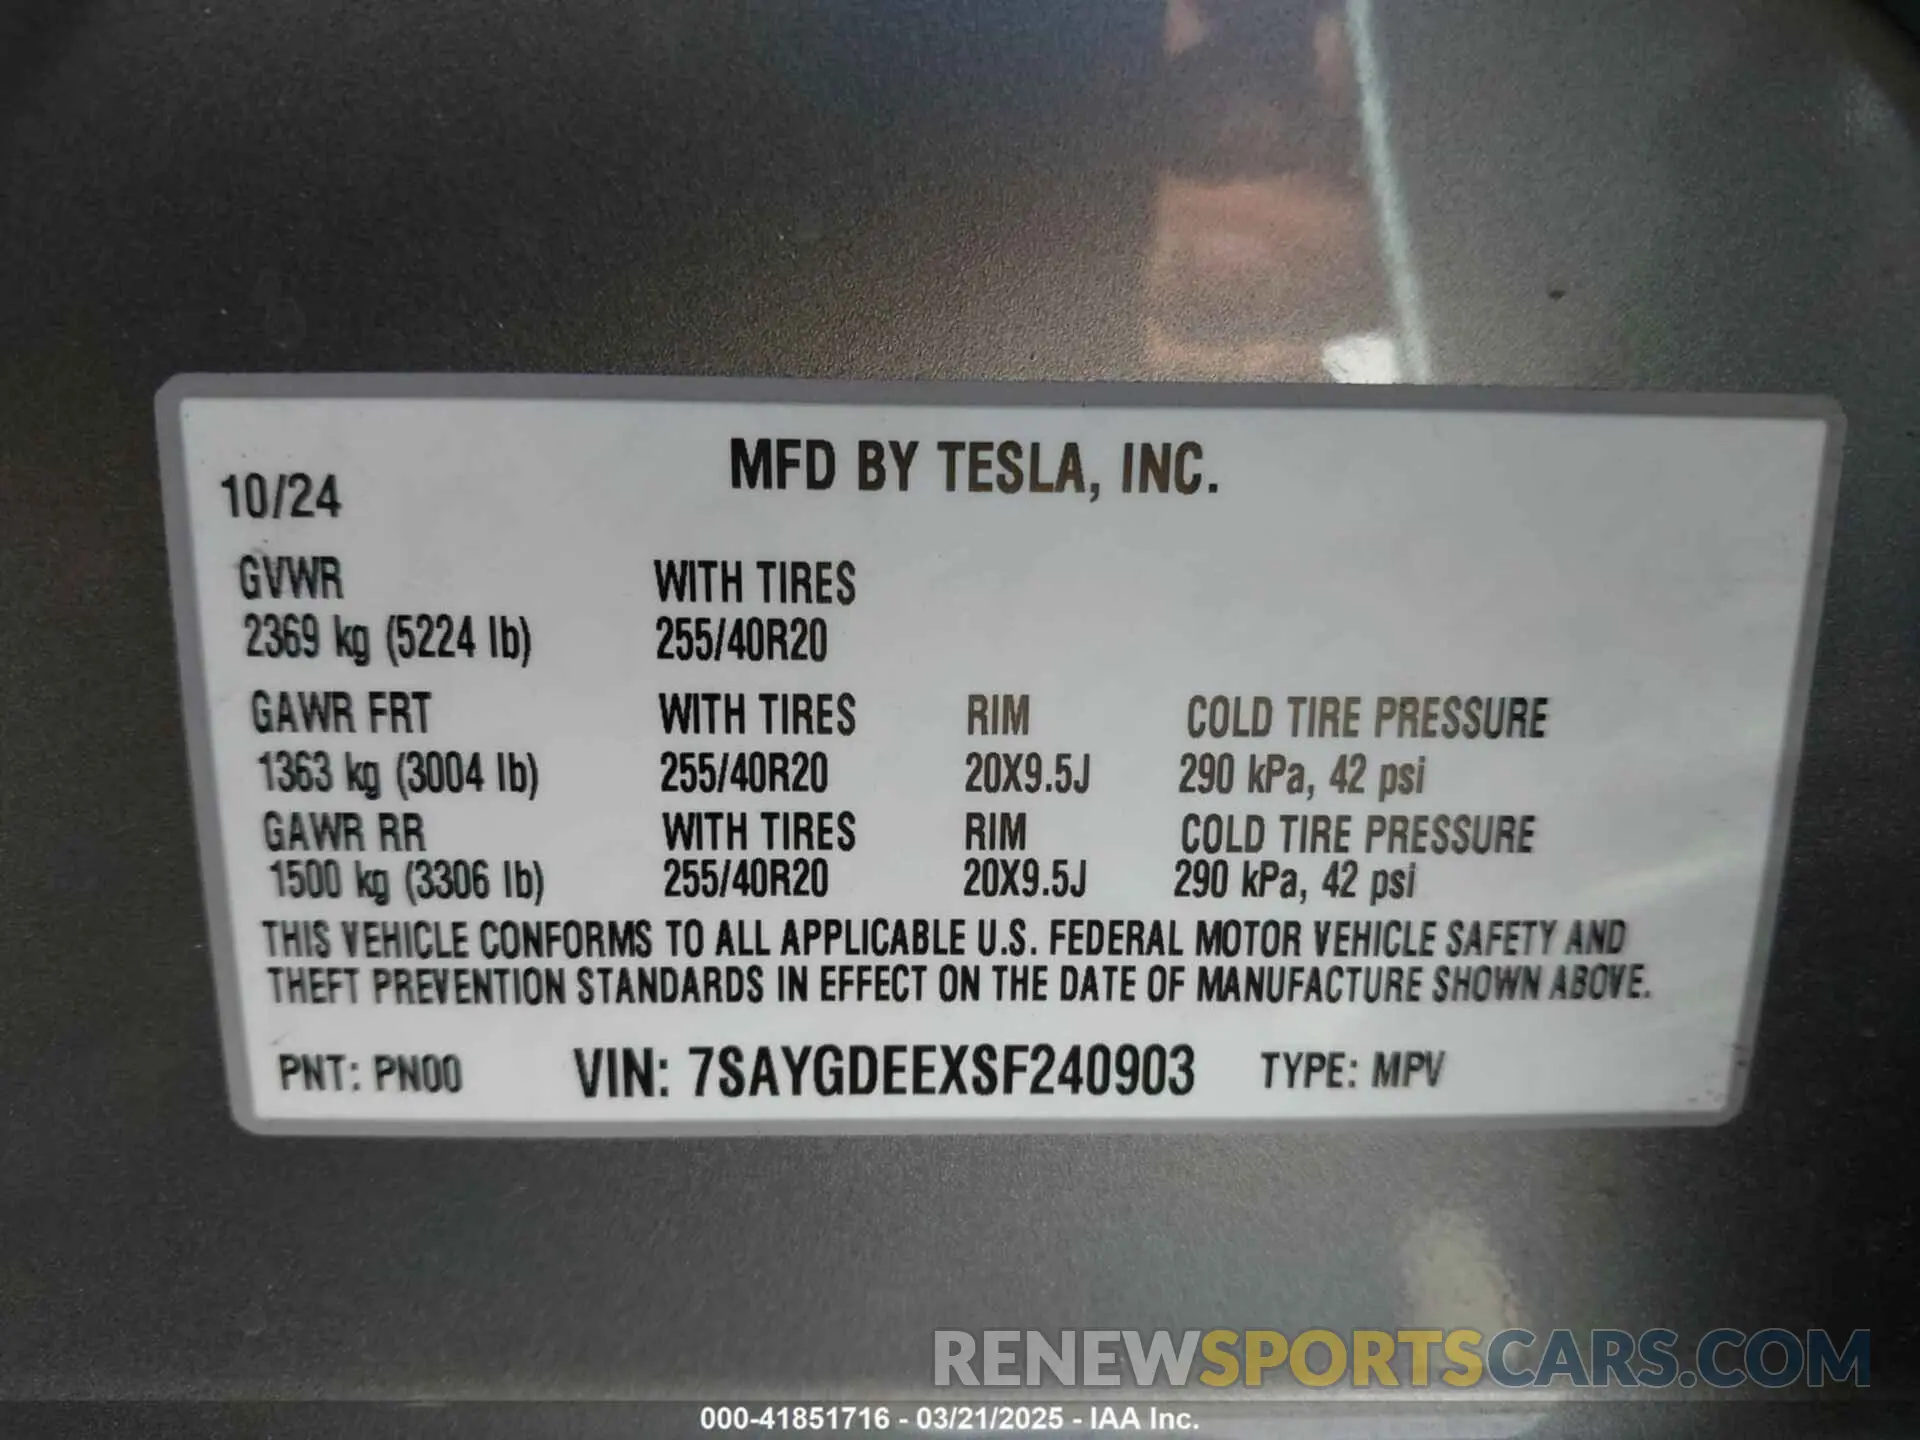 MFD BY TESLA, INC.
10/24
GVWR WITH TIRES
2369 kg (5224 lb) 255/40R20
GAWR FRT WITH TIRES RIM COLD TIRE PRESSURE
1363 kg (3004 lb) 255/40R20 20X9.5J 290 kPa, 42 psi
GAWR RR WITH TIRES RIM COLD TIRE PRESSURE
1500 kg (3306 lb) 255/40R20 20X9.5J 290 kPa, 42 psi
THIS VEHICLE CONFORMS TO ALL APPLICABLE U.S. FEDERAL MOTOR VEHICLE SAFETY AND
THEFT PREVENTION STANDARDS IN EFFECT ON THE DATE OF MANUFACTURE SHOWN ABOVE.
PNT: PN00 VIN: 7SAYGDEEXSF240903 TYPE: MPV
RENEWSPORTSCARS.COM
000-41851716 - 03/21/2025 - IAA Inc.